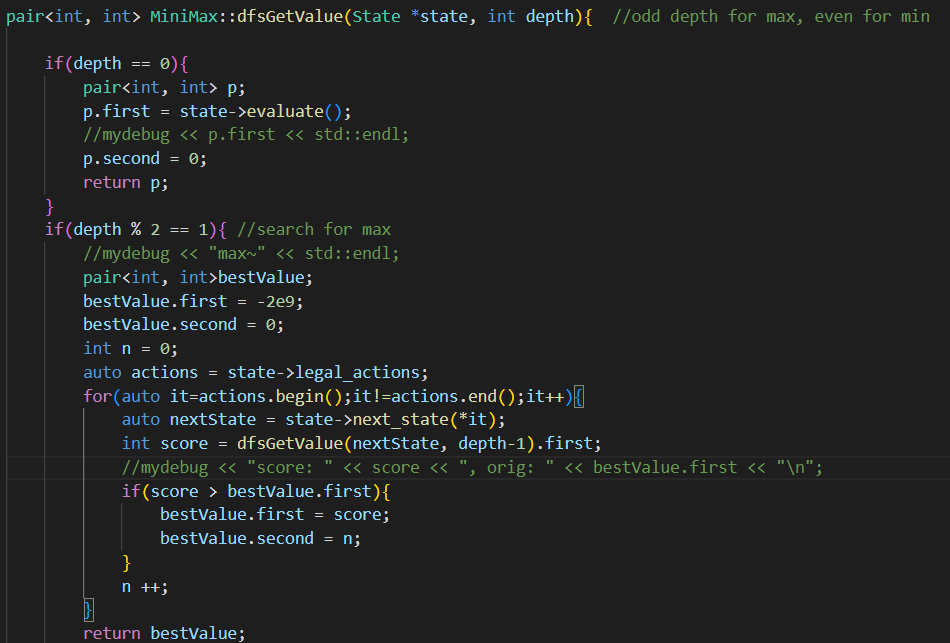 pair<int, int> MiniMax::dfsGetValue(State *state, int depth){  //odd depth for max, even for min
    if(depth == 0){
        pair<int, int> p;
        p.first = state->evaluate();
        //mydebug << p.first << std::endl;
        p.second = 0;
        return p;
    }
    if(depth % 2 == 1){ //search for max
        //mydebug << "max~" << std::endl;
        pair<int, int>bestValue;
        bestValue.first = -2e9;
        bestValue.second = 0;
        int n = 0;
        auto actions = state->legal_actions;
        for(auto it=actions.begin();it!=actions.end();it++){
            auto nextState = state->next_state(*it);
            int score = dfsGetValue(nextState, depth-1).first;
            //mydebug << "score: " << score << ", orig: " << bestValue.first << "\n";
            if(score > bestValue.first){
                bestValue.first = score;
                bestValue.second = n;
            }
            n ++;
        }
        return bestValue;